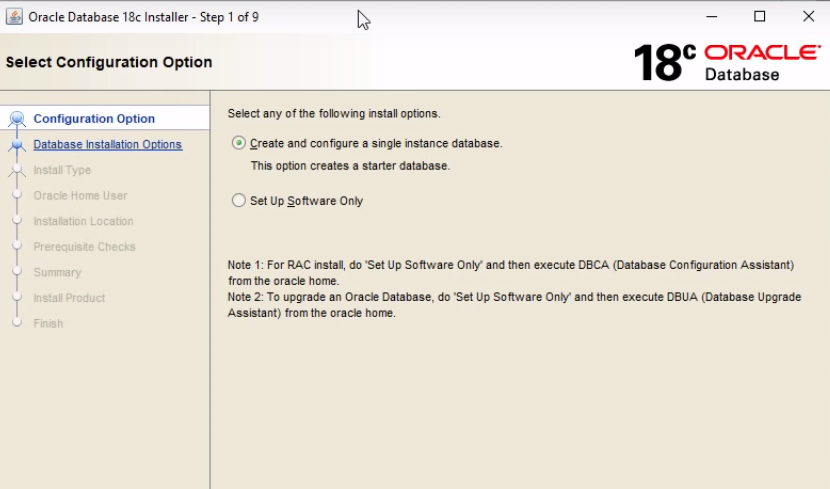 Oracle Database 18c Installer - Step 1 of 9
Select Configuration Option
18c ORACLE
Database
Configuration Option
Database Installation Options
Install Type
Oracle Home User
Installation Location
Prerequisite Checks
Summary
Install Product
Finish
Select any of the following install options.
Create and configure a single instance database.
This option creates a starter database.
Set Up Software Only
Note 1: For RAC install, do 'Set Up Software Only' and then execute DBCA (Database Configuration Assistant)
from the oracle home.
Note 2: To upgrade an Oracle Database, do 'Set Up Software Only' and then execute DBUA (Database Upgrade
Assistant) from the oracle home.